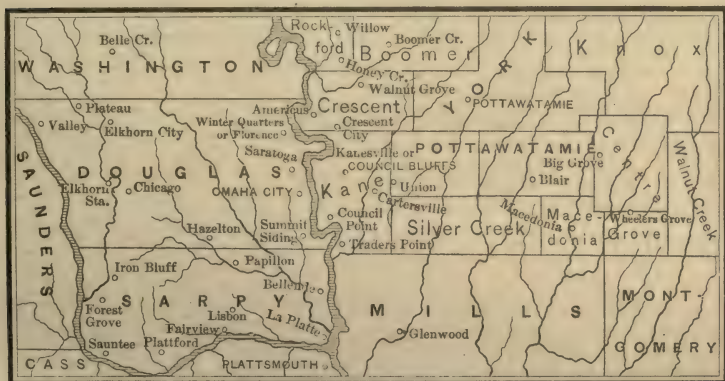 Rock-
ford
Willow
Belle Cr.
Boomer Cr.
Boomer
Knox
WASHINGTON
Honey Cr.
Walnut Grove
YORK
Plateau
Americus
Crescent
POTTAWATAMIE
Valley
Elkhorn City
Winter Quarters
or Florence
Crescent
City
Centre
Walnut Creek
Saratoga
Kanesville or
COUNCIL BLUFFS
POTTAWATAMIE
Big Grove
SAUNDERS
DOUGLAS
Elkhorn
Sta.
Chicago
OMAHA CITY
Kane
Union
Blair
Cartersville
Hazelton
Summit
Siding
Council
Point
Silver Creek
Macedonia
Mace-
donia
Wheelers Grove
Grove
Traders Point
Iron Bluff
Papillon
Bellevue
SARPY
MILLS
MONT-
GOMERY
Forest
Grove
Lisbon
La Platte
Fairview
Glenwood
Sauntee
Plattford
CASS
PLATTSMOUTH